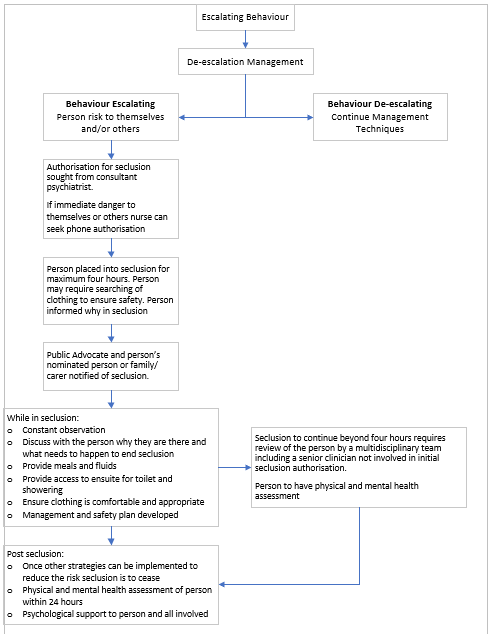 Escalating Behaviour
De-escalation Management
Behaviour Escalating
Person risk to themselves
and/or others
Behaviour De-escalating
Continue Management
Techniques
Authorisation for seclusion
sought from consultant
psychiatrist.
If immediate danger to
themselves or others nurse can
seek phone authorisation
Person placed into seclusion for
maximum four hours. Person
may require searching of
clothing to ensure safety. Person
informed why in seclusion
Public Advocate and person's
nominated person or family/
carer notified of seclusion.
While in seclusion:
o Constant observation
o Discuss with the person why they are there and
what needs to happen to end seclusion
o Provide meals and fluids
o Provide access to ensuite for toilet and
showering
o Ensure clothing is comfortable and appropriate
o Management and safety plan developed
Seclusion to continue beyond four hours requires
review of the person by a multidisciplinary team
including a senior clinician not involved in initial
seclusion authorisation.
Person to have physical and mental health
assessment
Post seclusion:
o Once other strategies can be implemented to
reduce the risk seclusion is to cease
o Physical and mental health assessment of person
within 24 hours
o Psychological support to person and all involved